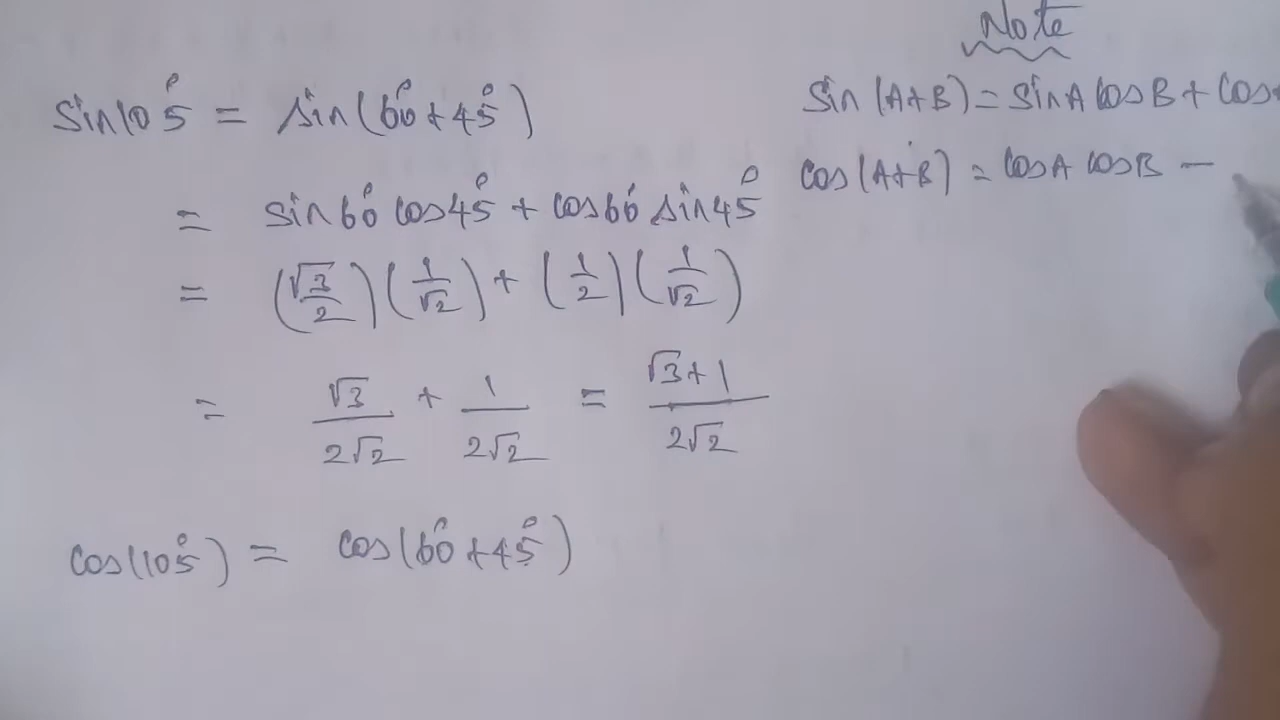 Note
sin105° = sin(60°+45°)
sin(A+B) = sinA cosB + cos
cos(A+B) = cosA cosB −
= sin60° cos45° + cos60° sin45°
= (√3/2)(1/√2) + (1/2)(1/√2)
= √3/2√2 + 1/2√2 = √3+1/2√2
cos(105°) = cos(60°+45°)